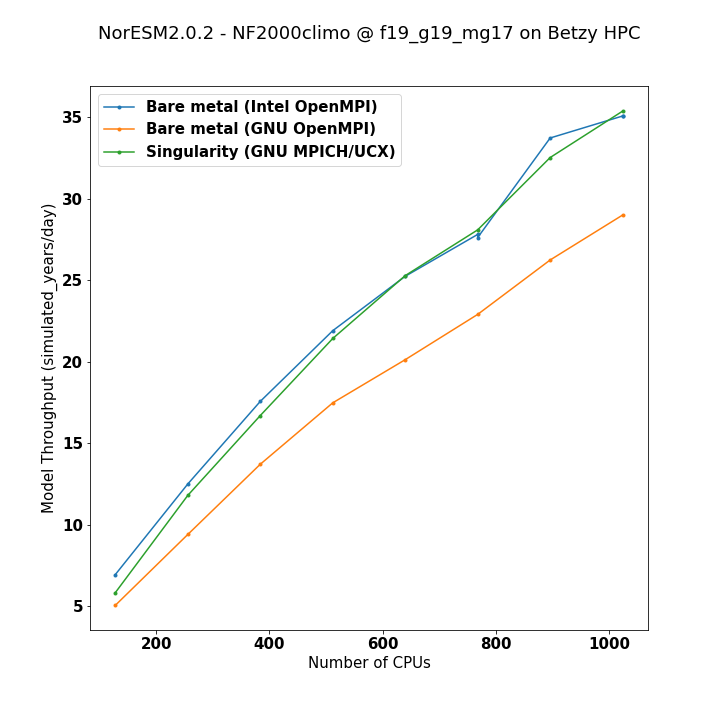 NorESM2.0.2 - NF2000climo @ f19_g19_mg17 on Betzy HPC
Bare metal (Intel OpenMPI)
Bare metal (GNU OpenMPI)
Singularity (GNU MPICH/UCX)
Model Throughput (simulated_years/day)
35
30
25
20
15
10
5
200 400 600 800 1000
Number of CPUs